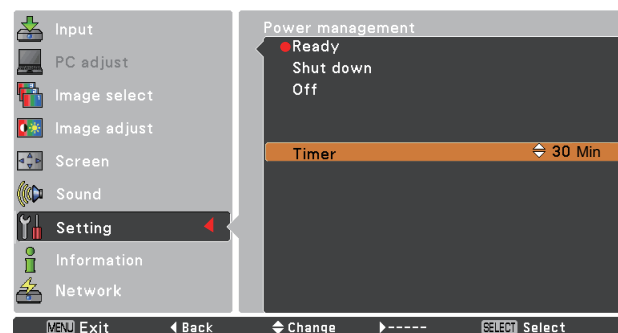 Input
PC adjust
Image select
Image adjust
Screen
Sound
Setting
Information
Network
Power management
Ready
Shut down
Off
Timer 30 Min
MENU Exit Back Change ----- SELECT Select